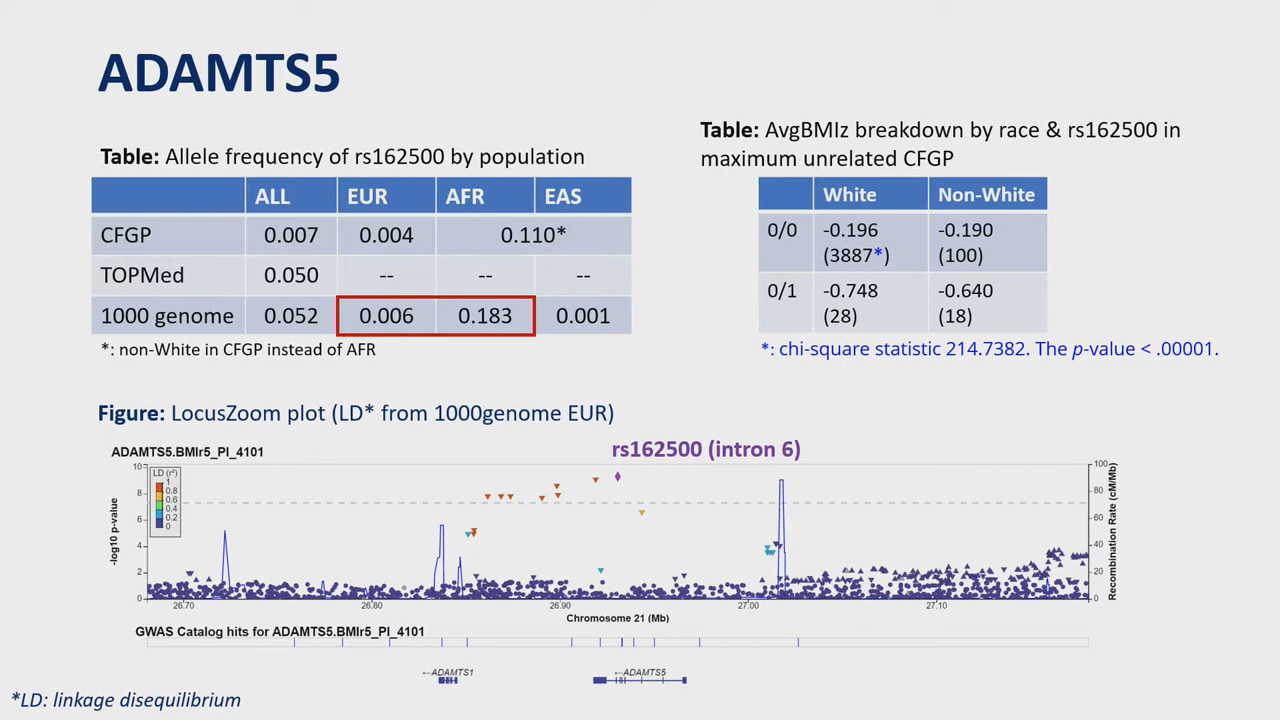 ADAMTS5
Table: Allele frequency of rs162500 by population
ALL EUR AFR EAS
CFGP 0.007 0.004 0.110*
TOPMed 0.050 -- -- --
1000 genome 0.052 0.006 0.183 0.001
*: non-White in CFGP instead of AFR
Table: AvgBMIz breakdown by race & rs162500 in
maximum unrelated CFGP
White Non-White
0/0 -0.196 -0.190
(3887*) (100)
0/1 -0.748 -0.640
(28) (18)
*: chi-square statistic 214.7382. The p-value < .00001.
Figure: LocusZoom plot (LD* from 1000genome EUR)
ADAMTS5.BMIr5_PI_4101
rs162500 (intron 6)
LD (r²)
1
0.8
0.6
0.4
0.2
0
10
8
6
4
2
0
-log10 p-value
100
80
60
40
20
0
Recombination Rate (cM/Mb)
26.70 26.80 26.90 27.00 27.10
Chromosome 21 (Mb)
GWAS Catalog hits for ADAMTS5.BMIr5_PI_4101
←ADAMTS1 ←ADAMTS5
*LD: linkage disequilibrium